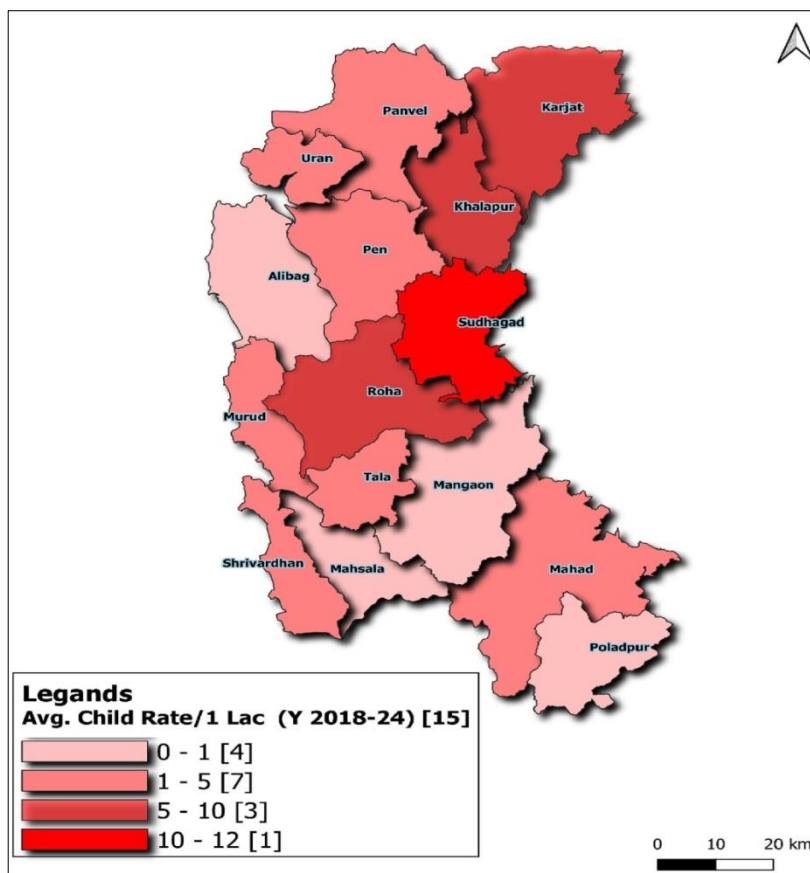 Karjat
Panvel
Uran
Khalapur
Pen
Alibag
Sudhagad
Roha
Murud
Tala
Mangaon
Shrivardhan
Mahsala
Mahad
Poladpur
Legands
Avg. Child Rate/1 Lac (Y 2018-24) [15]
0 - 1 [4]
1 - 5 [7]
5 - 10 [3]
10 - 12 [1]
0 10 20 km